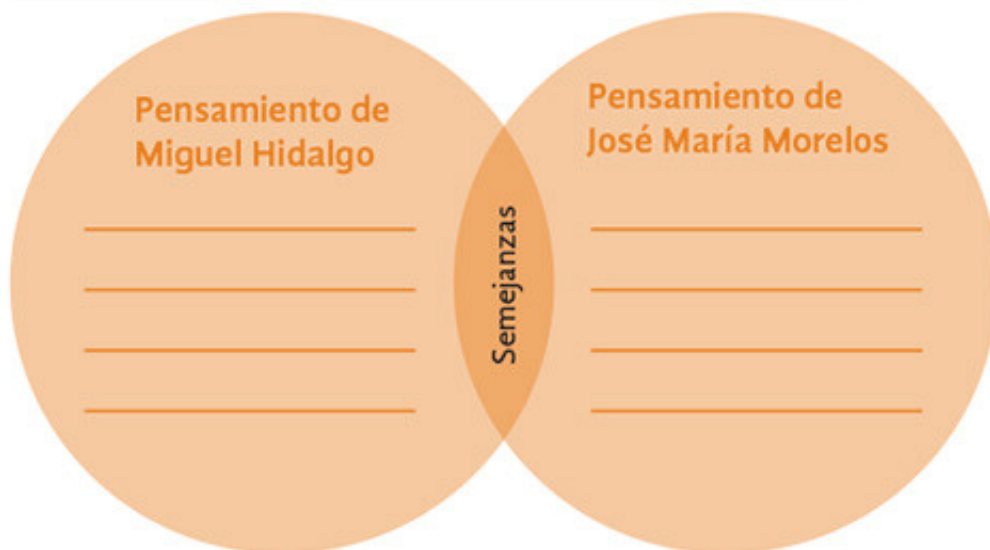 Pensamiento de
Miguel Hidalgo
Semejanzas
Pensamiento de
José María Morelos